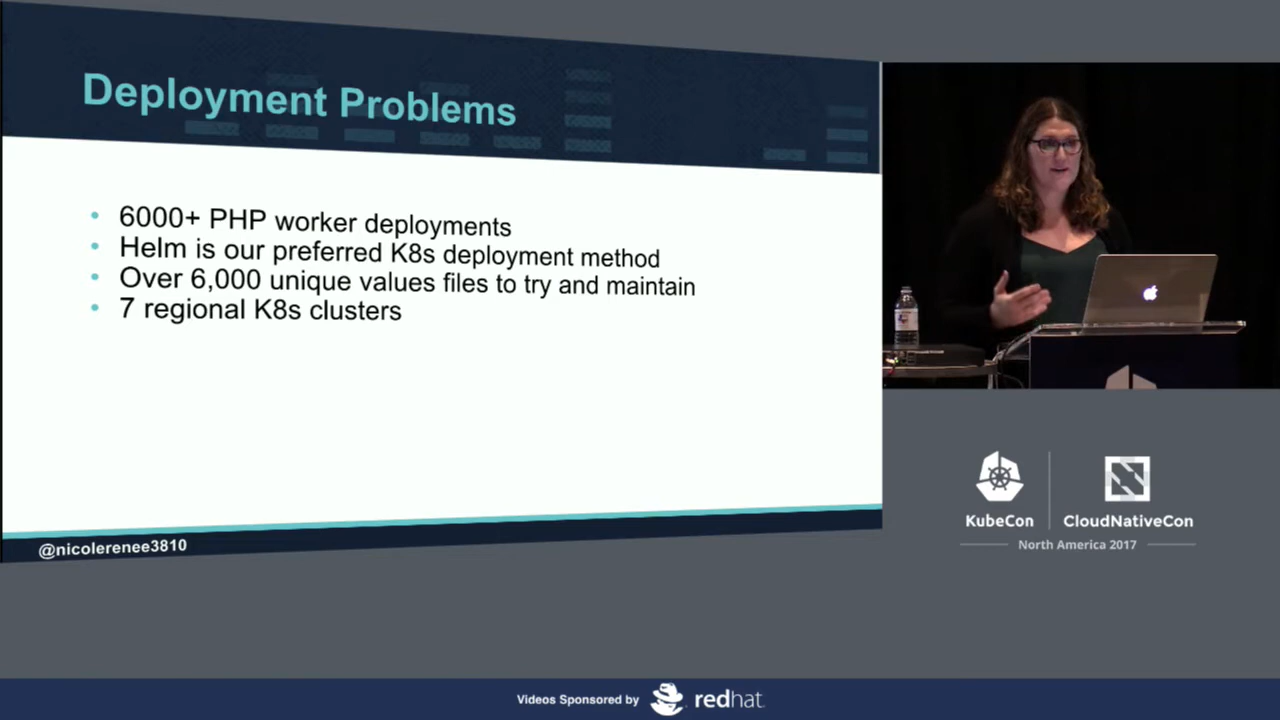 Deployment Problems
• 6000+ PHP worker deployments
• Helm is our preferred K8s deployment method
• Over 6,000 unique values files to try and maintain
• 7 regional K8s clusters
@nicolerenee3810
KubeCon
CloudNativeCon
North America 2017
Videos Sponsored by
redhat